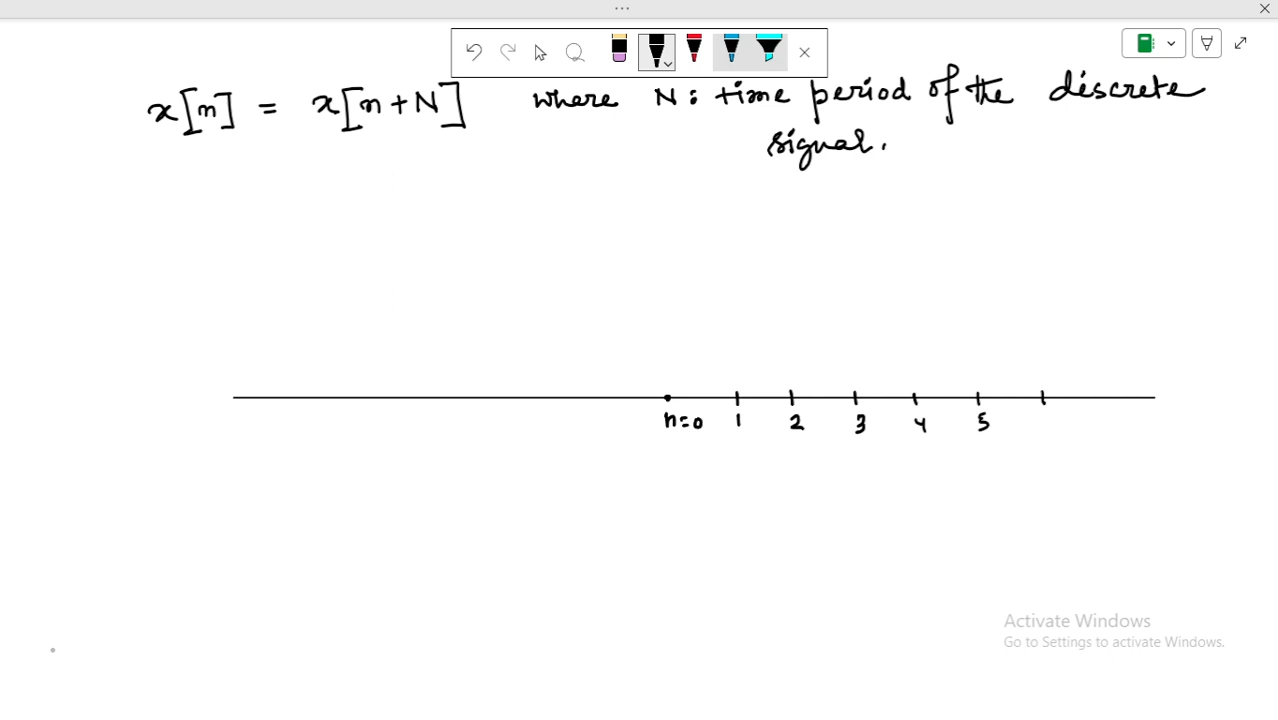 x[n] = x[n+N] where N: time period of the discrete
signal.
n=0 1 2 3 4 5
Activate Windows
Go to Settings to activate Windows.